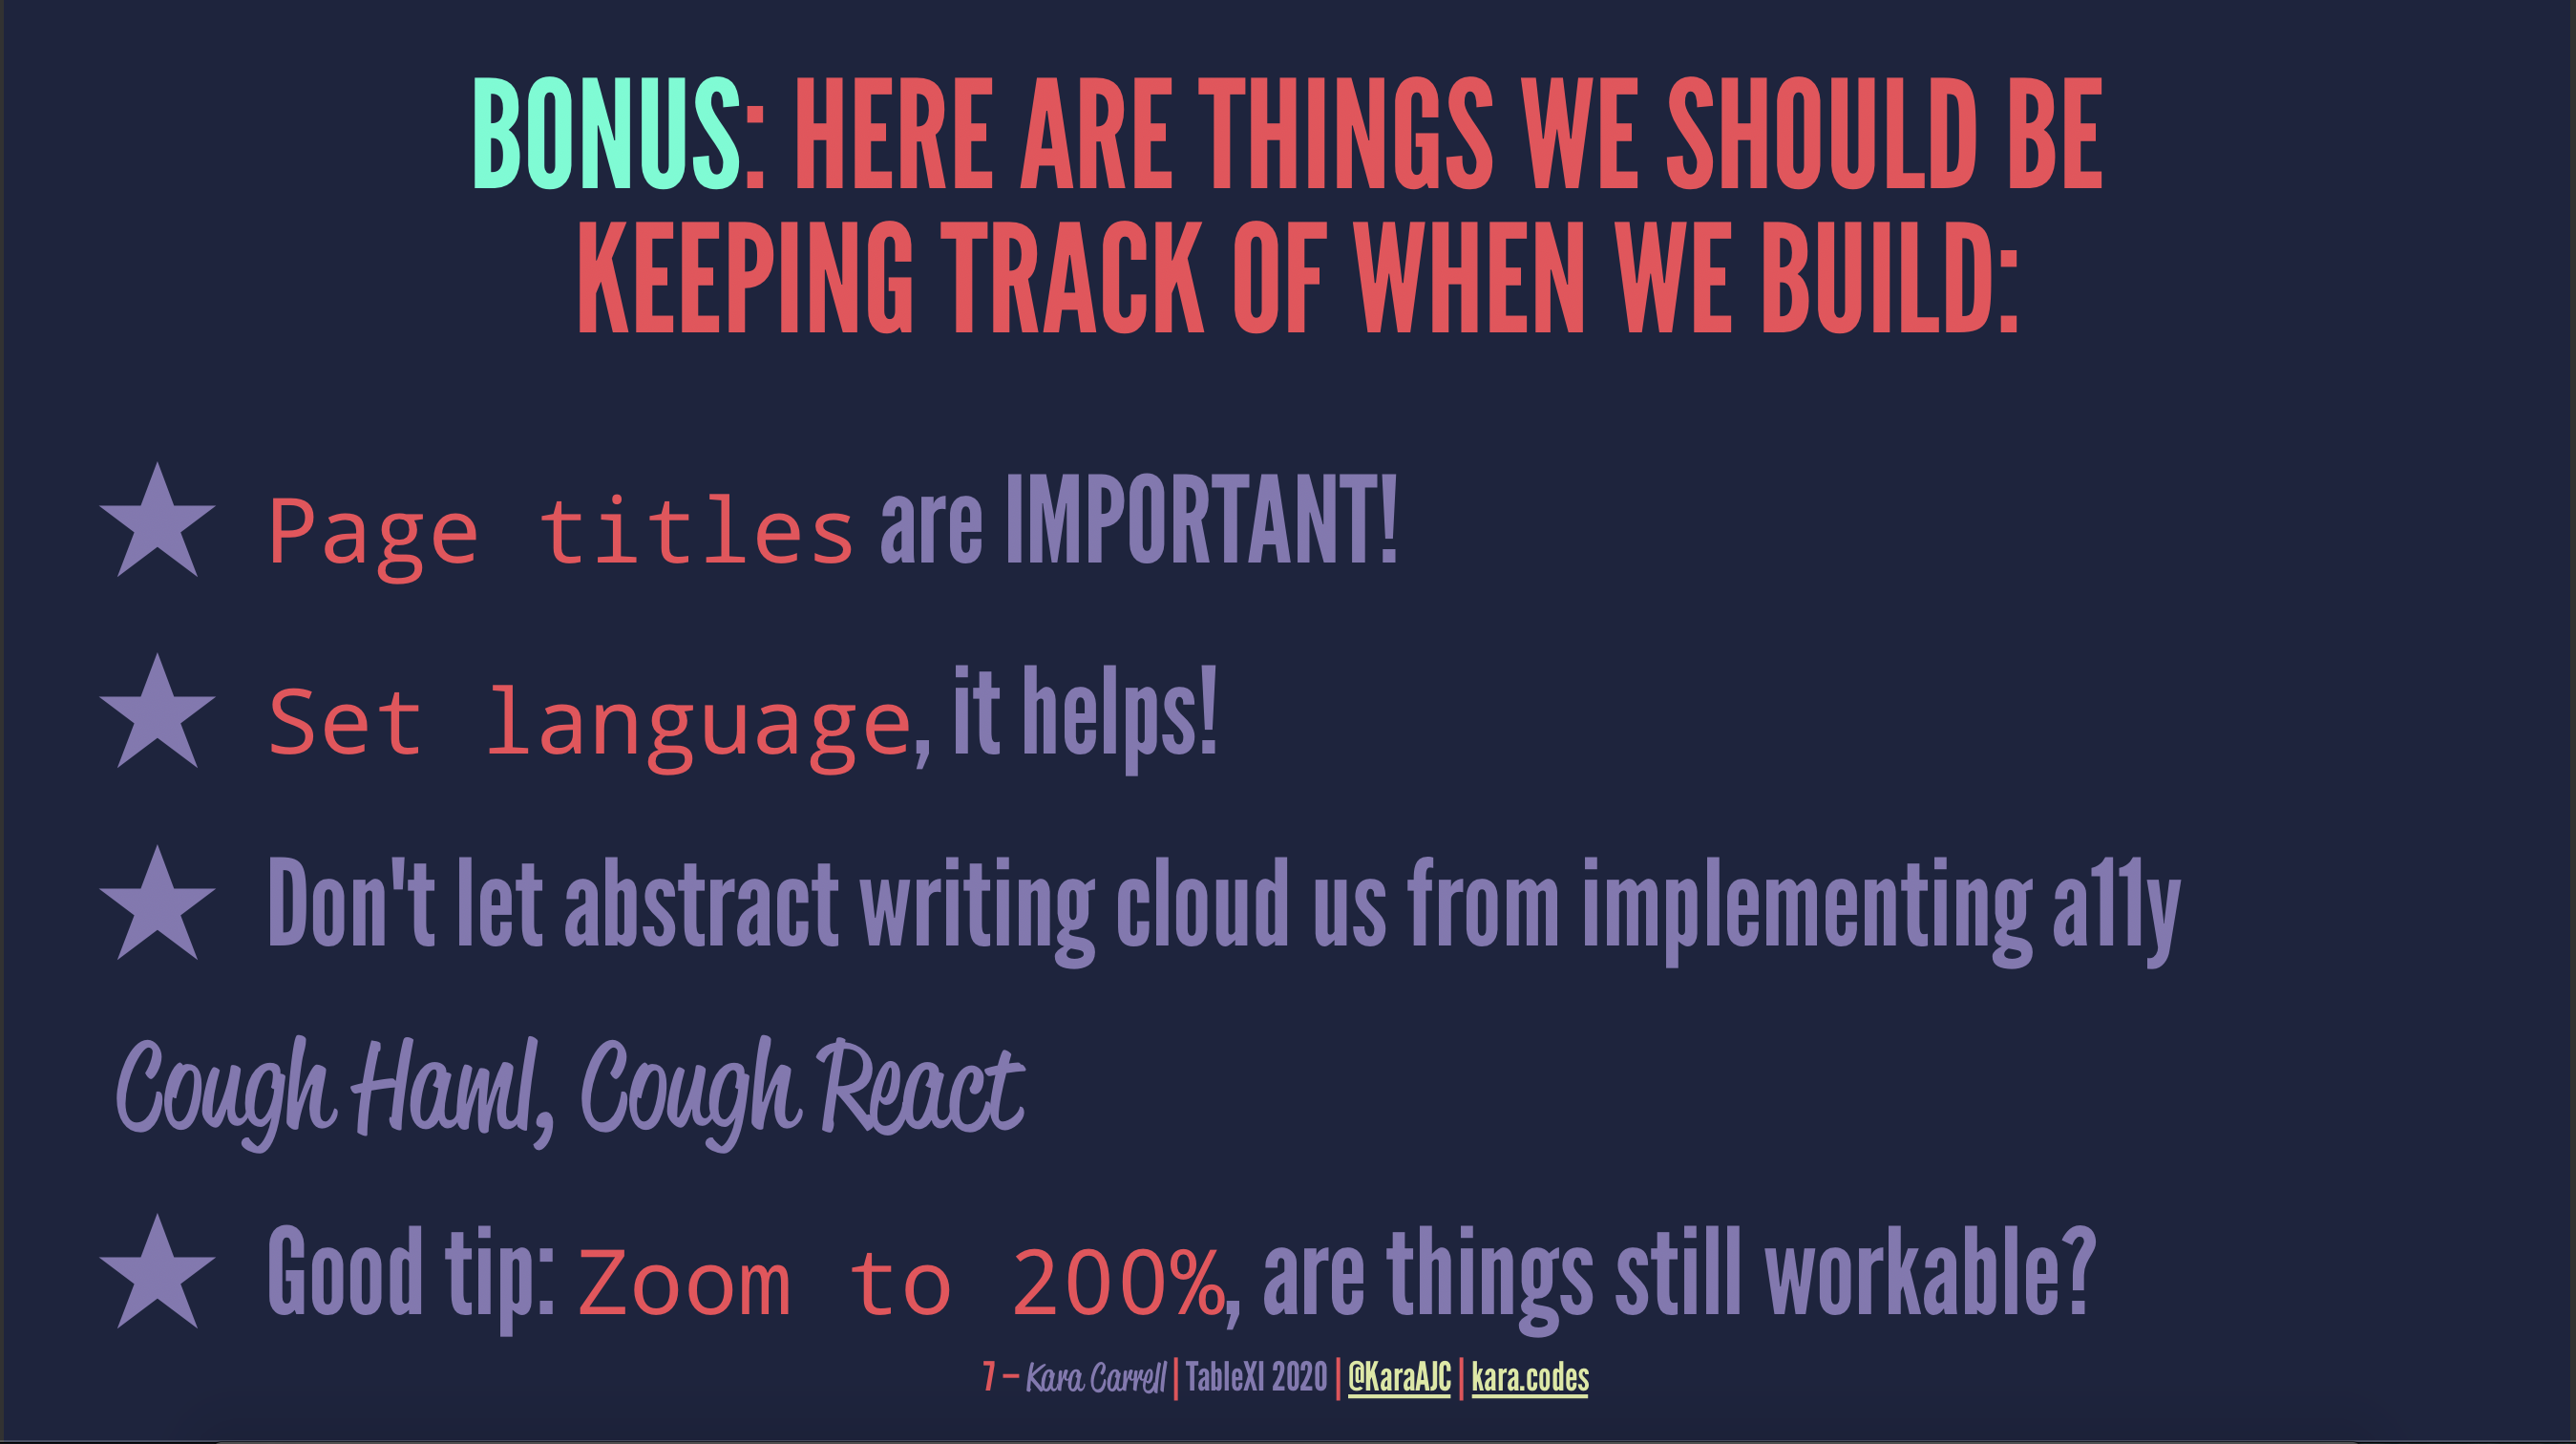 BONUS: HERE ARE THINGS WE SHOULD BE
KEEPING TRACK OF WHEN WE BUILD:
Page titles are IMPORTANT!
Set language, it helps!
Don't let abstract writing cloud us from implementing a11y
Cough Haml, Cough React
Good tip: Zoom to 200%, are things still workable?
7 — Kara Carrell | TableXI 2020 | @KaraAJC | kara.codes